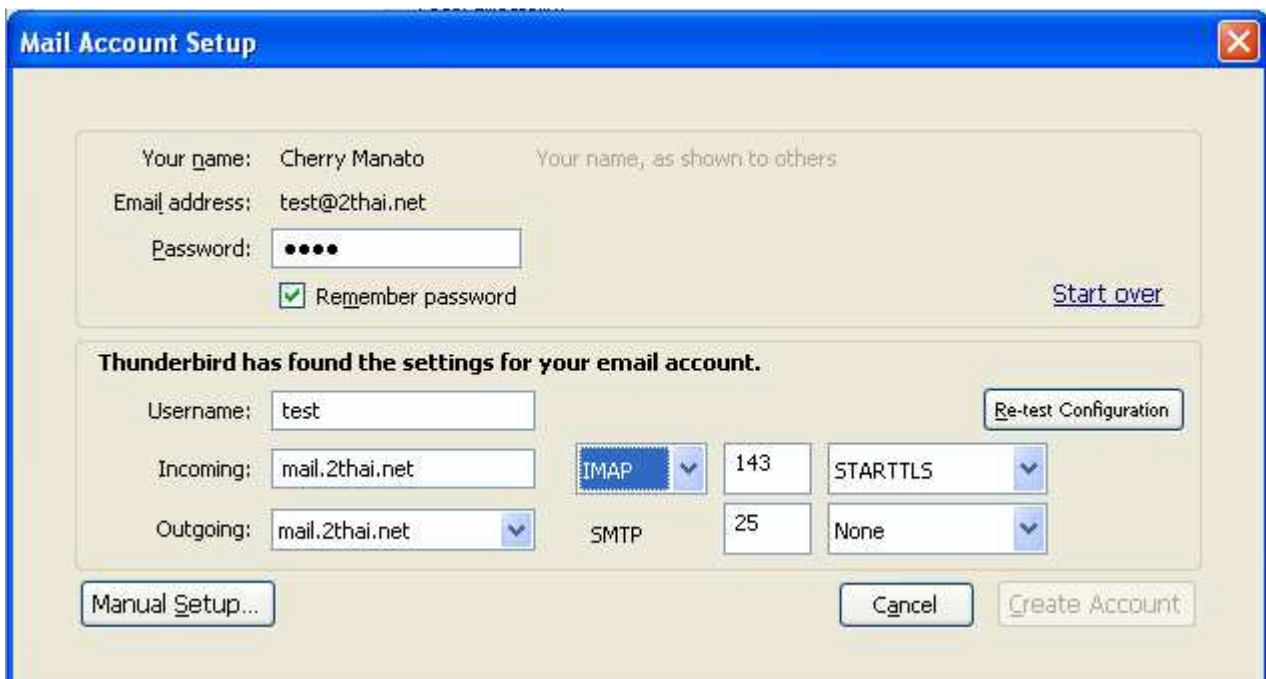 Mail Account Setup
Your name: Cherry Manato Your name, as shown to others
Email address: test@2thai.net
Password: ●●●●
Remember password Start over
Thunderbird has found the settings for your email account.
Username: test Re-test Configuration
Incoming: mail.2thai.net IMAP 143 STARTTLS
Outgoing: mail.2thai.net SMTP 25 None
Manual Setup... Cancel Create Account